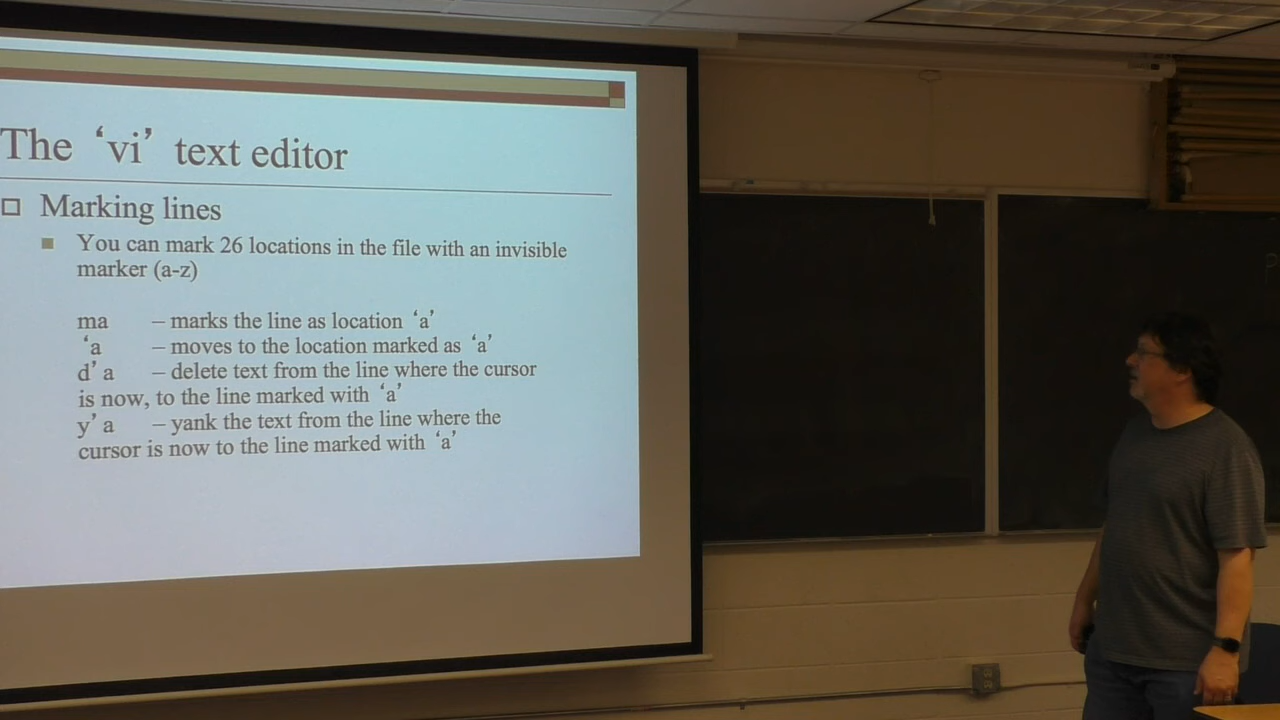 The ‘vi’ text editor
Marking lines
You can mark 26 locations in the file with an invisible
marker (a-z)
ma – marks the line as location ‘a’
‘a – moves to the location marked as ‘a’
d’ a – delete text from the line where the cursor
is now, to the line marked with ‘a’
y’ a – yank the text from the line where the
cursor is now to the line marked with ‘a’